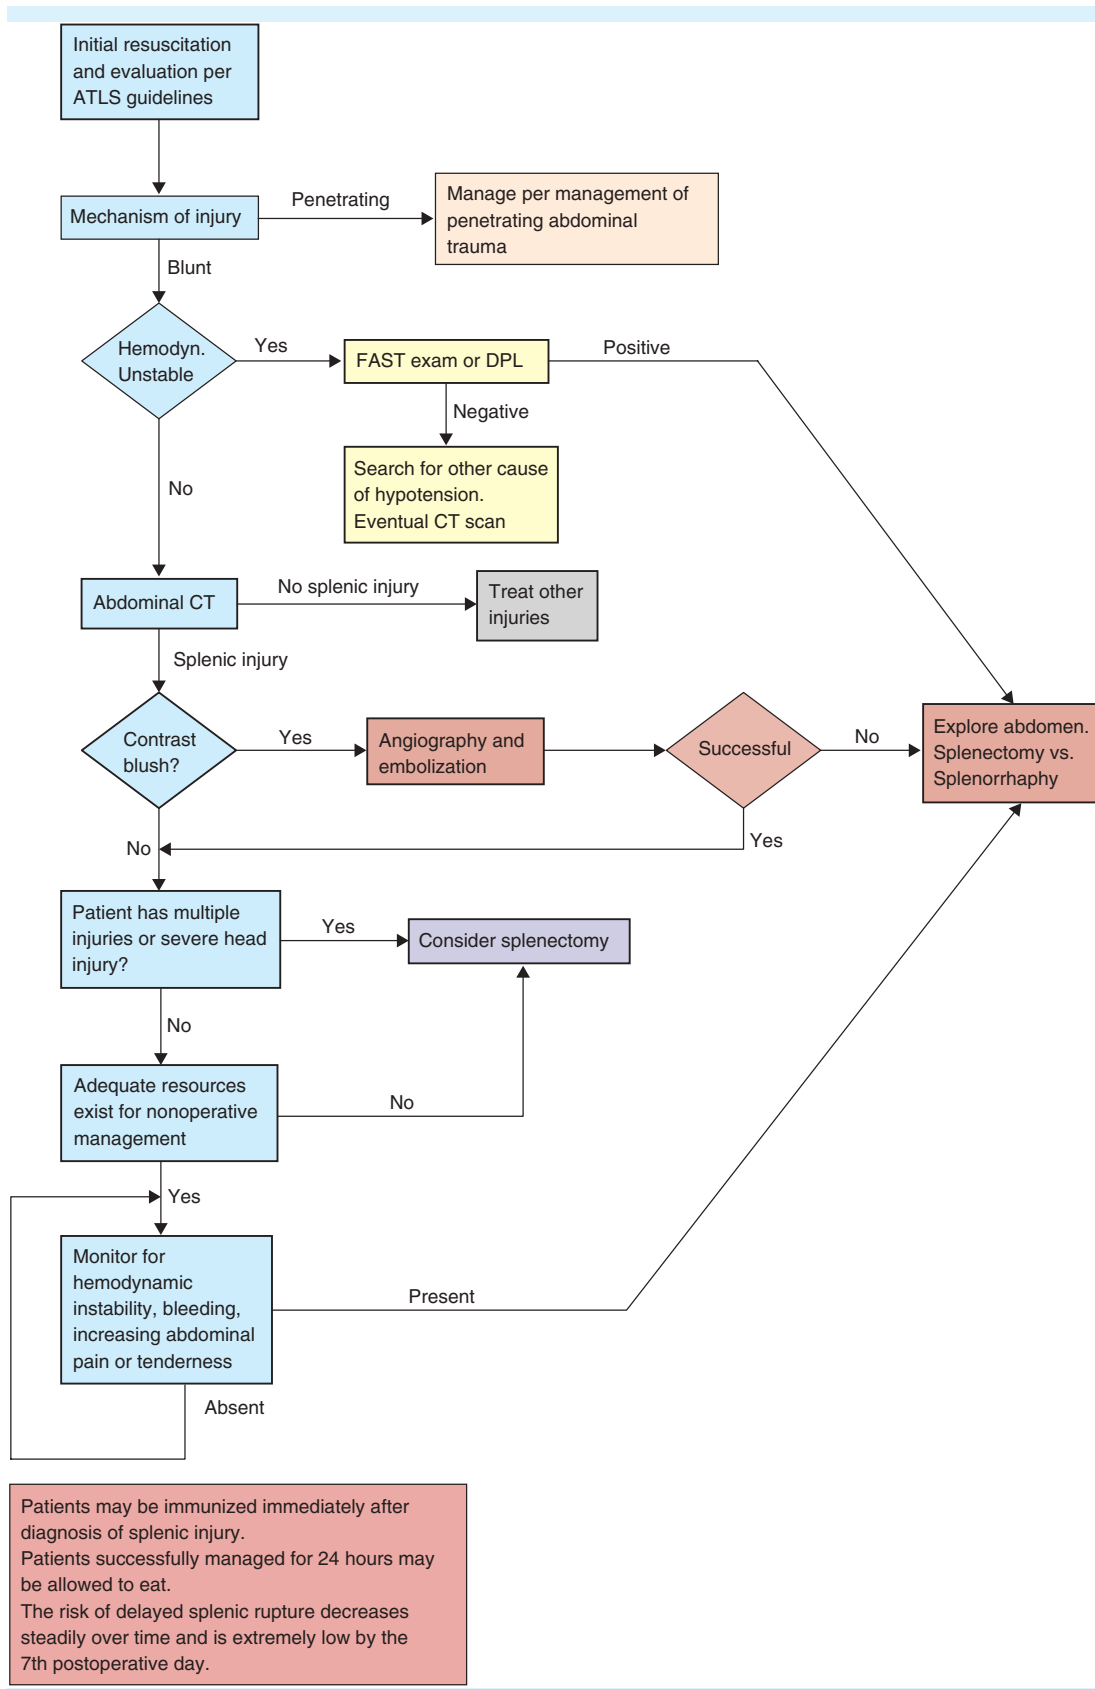 Initial resuscitation
and evaluation per
ATLS guidelines
Mechanism of injury
Penetrating
Manage per management of
penetrating abdominal
trauma
Blunt
Hemodyn.
Unstable
Yes
FAST exam or DPL
Positive
Negative
Search for other cause
of hypotension.
Eventual CT scan
No
Abdominal CT
No splenic injury
Treat other
injuries
Splenic injury
Contrast
blush?
Yes
Angiography and
embolization
Successful
No
Explore abdomen.
Splenectomy vs.
Splenorrhaphy
Yes
No
Patient has multiple
injuries or severe head
injury?
Yes
Consider splenectomy
No
Adequate resources
exist for nonoperative
management
No
Yes
Monitor for
hemodynamic
instability, bleeding,
increasing abdominal
pain or tenderness
Present
Absent
Patients may be immunized immediately after
diagnosis of splenic injury.
Patients successfully managed for 24 hours may
be allowed to eat.
The risk of delayed splenic rupture decreases
steadily over time and is extremely low by the
7th postoperative day.